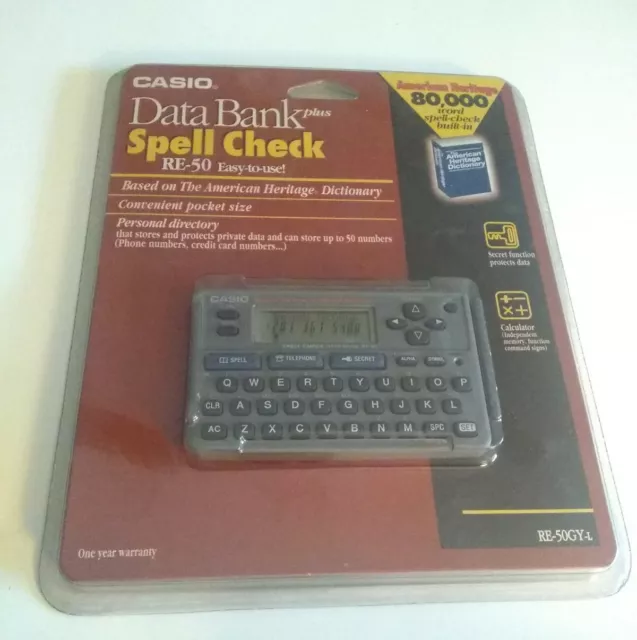 CASIO®
Data Bank plus
Spell Check
RE-50 Easy-to-use!
Based on The American Heritage® Dictionary
Convenient pocket size
Personal directory
that stores and protects private data and can store up to 50 numbers
(Phone numbers, credit card numbers...)
American Heritage
80,000
word
spell-check
built-in
The
American
Heritage
Dictionary
Secret function
protects data
Calculator
(Independent
memory, function
command signs)
CASIO
SPELL TELEPHONE SECRET ALPHA SYMBOL
Q W E R T Y U I O P
CLR A S D F G H J K L
AC Z X C V B N M SPC SET
One year warranty
RE-50GY-L